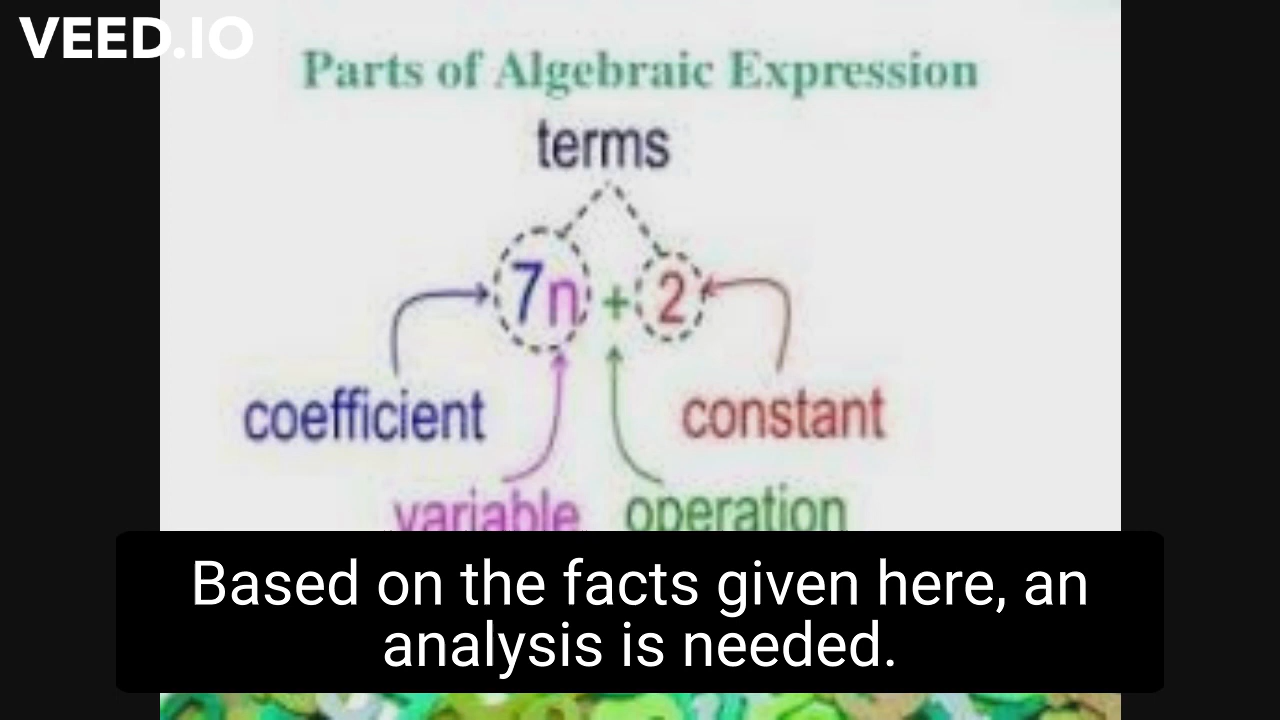 VEED.IO
Parts of Algebraic Expression
terms
7n + 2
coefficient
constant
variable
operation
Based on the facts given here, an
analysis is needed.